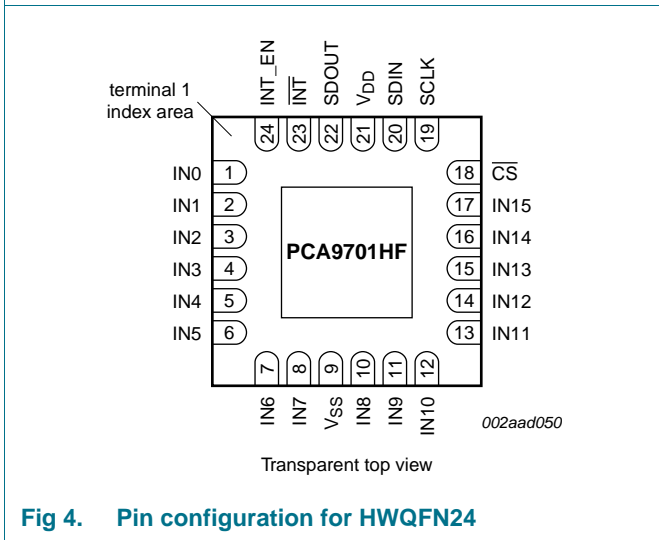 INT_EN
INT
SDOUT
VDD
SDIN
SCLK
terminal 1
index area
24 23 22 21 20 19
IN0 1 18 CS
IN1 2 17 IN15
IN2 3 16 IN14
IN3 4 15 IN13
IN4 5 14 IN12
IN5 6 13 IN11
PCA9701HF
7 8 9 10 11 12
IN6
IN7
VSS
IN8
IN9
IN10
002aad050
Transparent top view
Fig 4. Pin configuration for HWQFN24